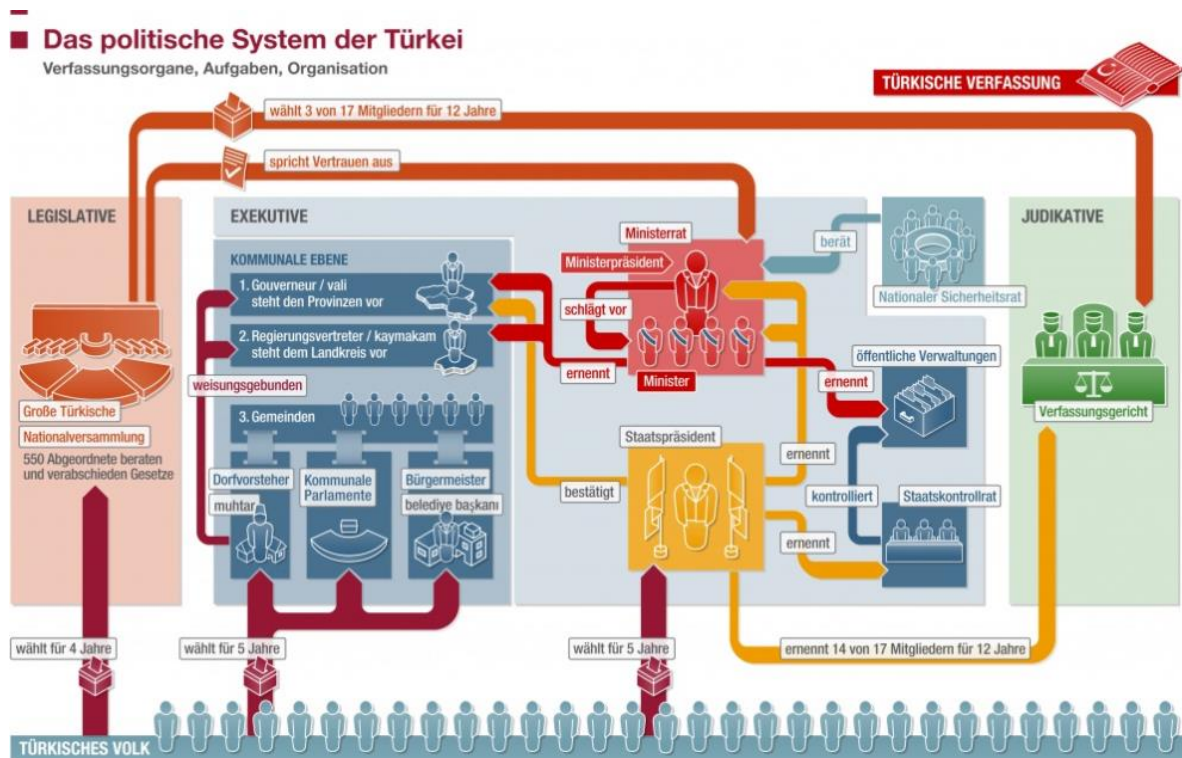 Das politische System der Türkei
Verfassungsorgane, Aufgaben, Organisation
TÜRKISCHE VERFASSUNG
wählt 3 von 17 Mitgliedern für 12 Jahre
spricht Vertrauen aus
LEGISLATIVE
EXEKUTIVE
JUDIKATIVE
KOMMUNALE EBENE
1. Gouverneur / vali
steht den Provinzen vor
2. Regierungsvertreter / kaymakam
steht dem Landkreis vor
weisungsgebunden
3. Gemeinden
Dorfvorsteher
muhtar
Kommunale
Parlamente
Bürgermeister
belediye başkanı
Große Türkische
Nationalversammlung
550 Abgeordnete beraten
und verabschieden Gesetze
Ministerrat
Ministerpräsident
schlägt vor
ernennt
Minister
berät
Nationaler Sicherheitsrat
ernennt
öffentliche Verwaltungen
Staatspräsident
bestätigt
ernennt
kontrolliert
Staatskontrollrat
ernennt
Verfassungsgericht
wählt für 4 Jahre
wählt für 5 Jahre
wählt für 5 Jahre
ernennt 14 von 17 Mitgliedern für 12 Jahre
TÜRKISCHES VOLK